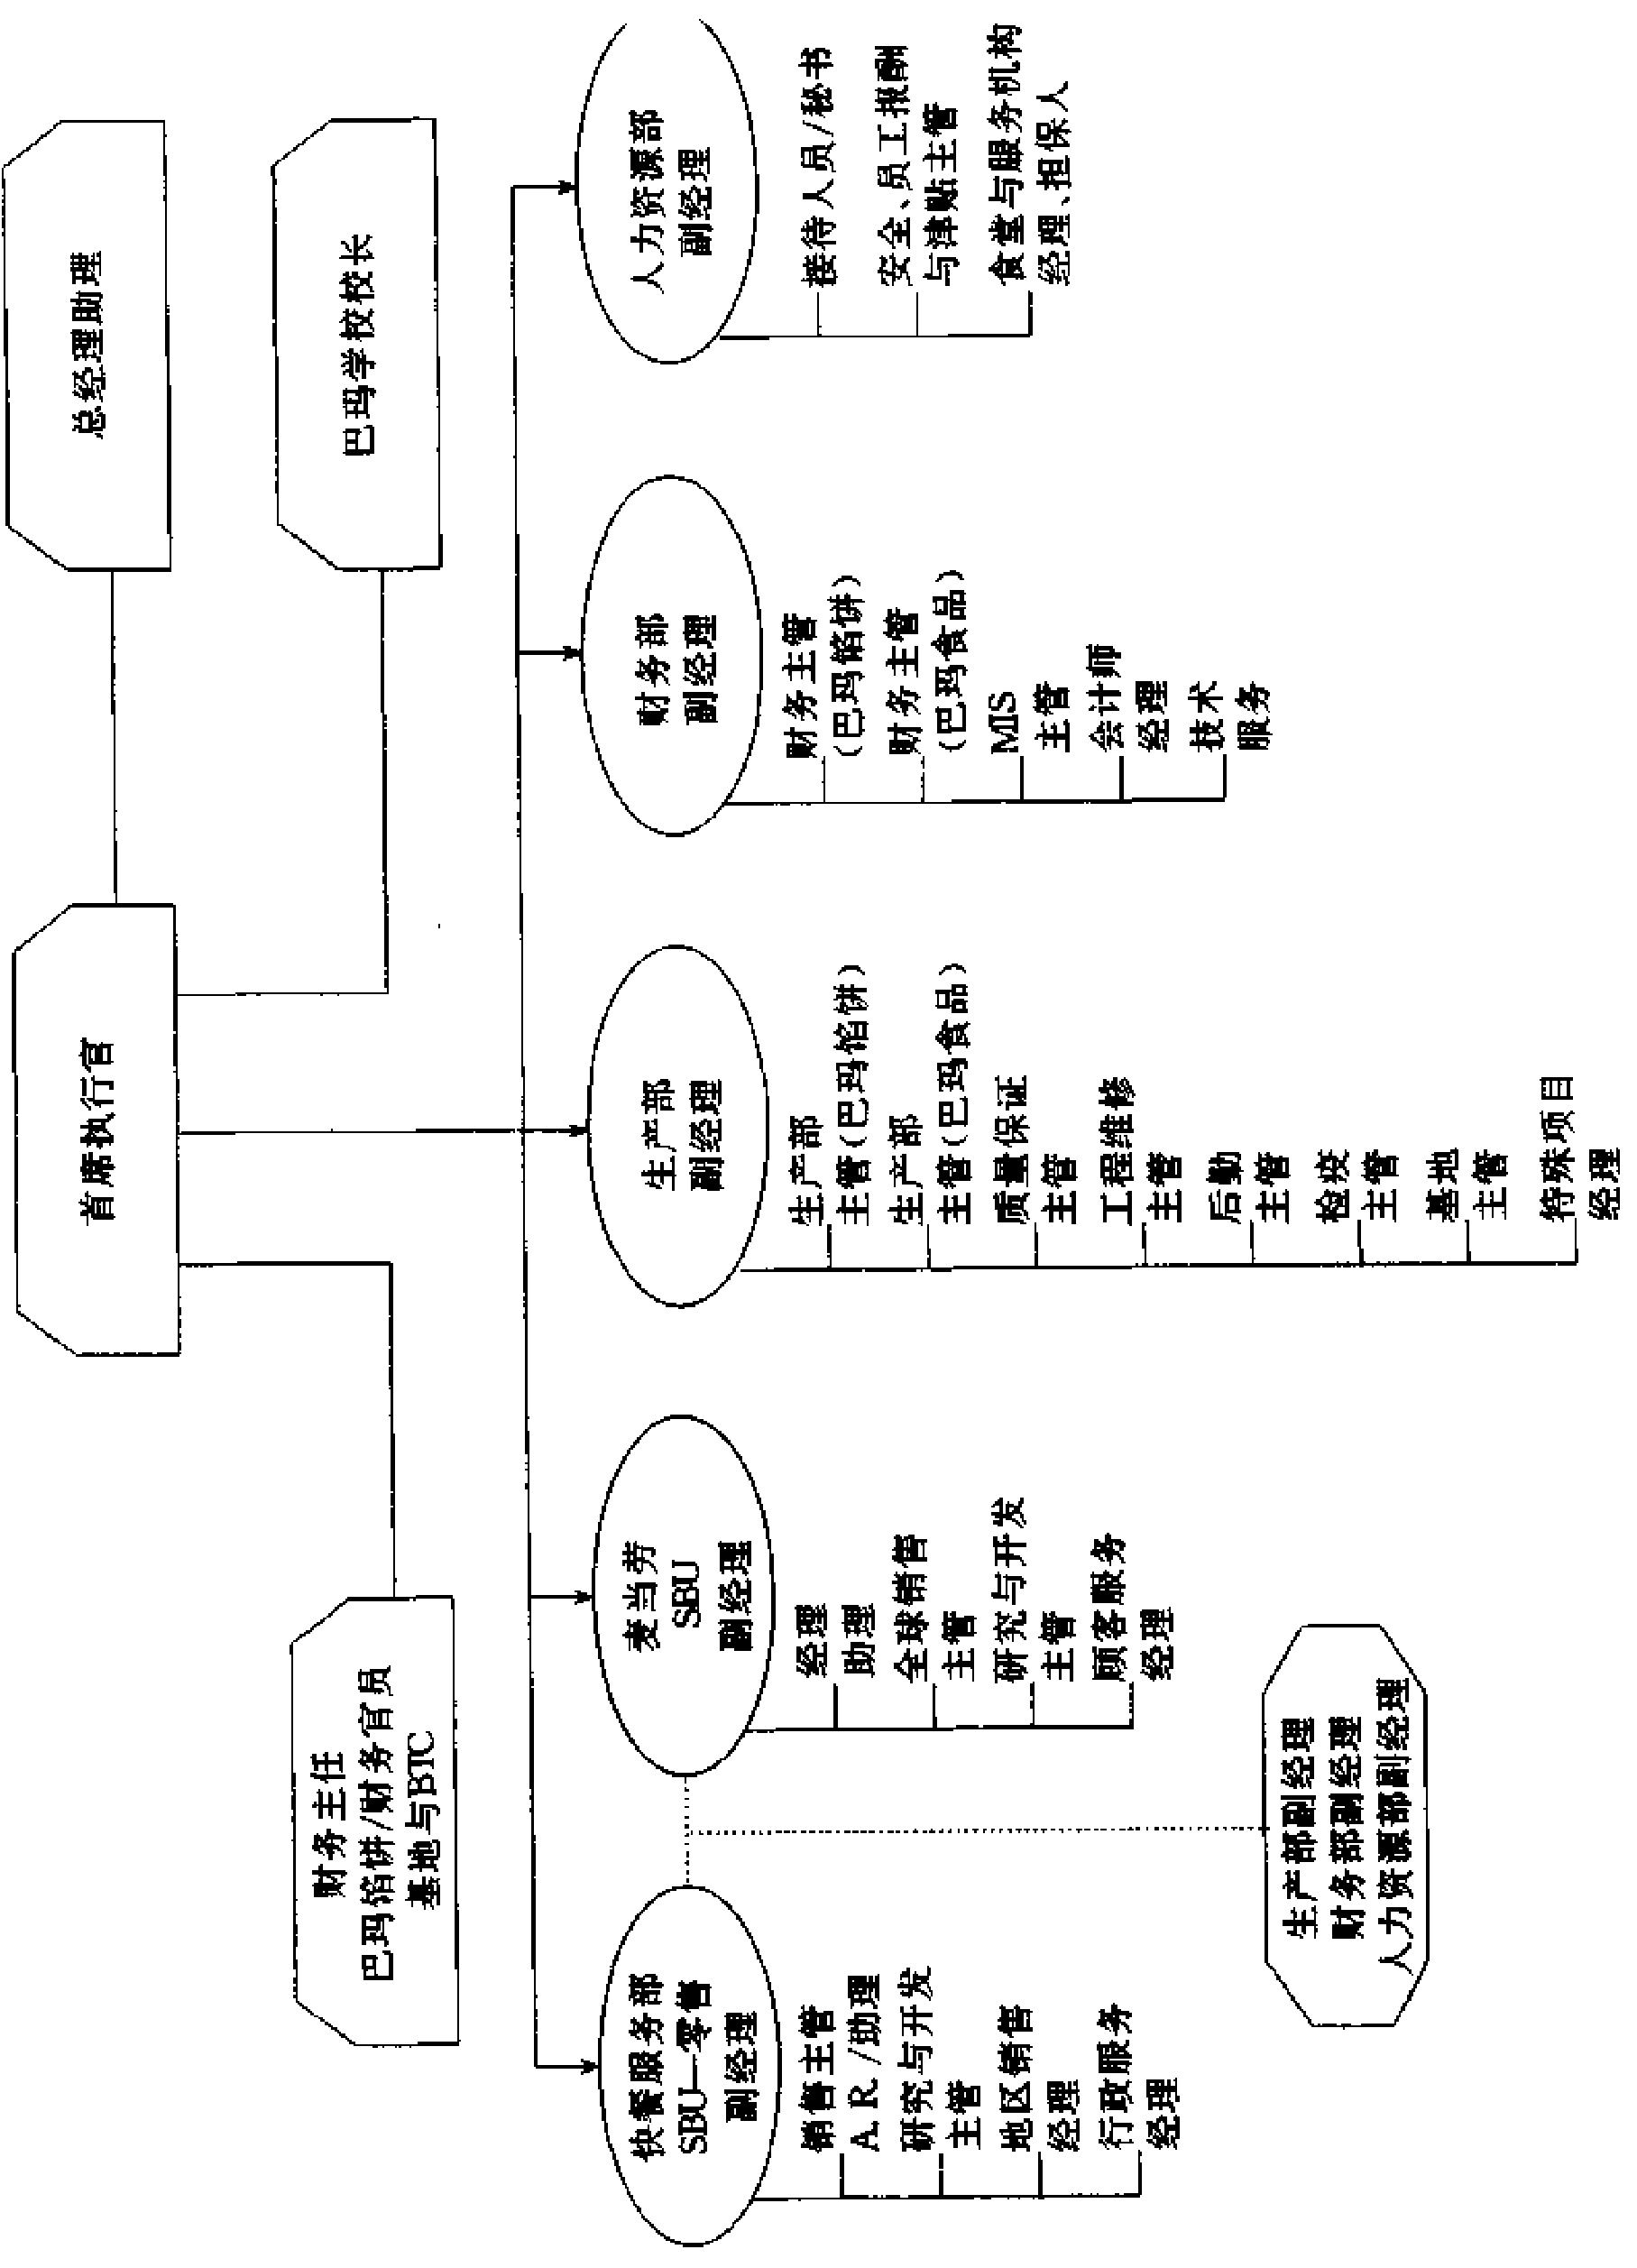 总经理助理
首席执行官
巴玛学校校长
财务主任
巴玛馅饼/财务官员
基地与BTC
快餐服务部
SBU—零售
副经理
销售主管
A.R./助理
研究与开发
主管
地区销售
经理
行政服务
经理
麦当劳
SBU
副经理
经理
助理
全球销售
主管
研究与开发
主管
顾客服务
经理
生产部
副经理
生产部
主管(巴玛馅饼)
生产部
主管(巴玛食品)
质量保证
主管
工程维修
主管
后勤
主管
检疫
主管
基地
主管
特殊项目
经理
财务部
副经理
财务主管
(巴玛馅饼)
财务主管
(巴玛食品)
MIS
主管
会计师
经理
技术
服务
人力资源部
副经理
接待人员/秘书
安全、员工报酬
与津贴主管
食堂与服务机构
经理、担保人
生产部副经理
财务部副经理
人力资源部副经理